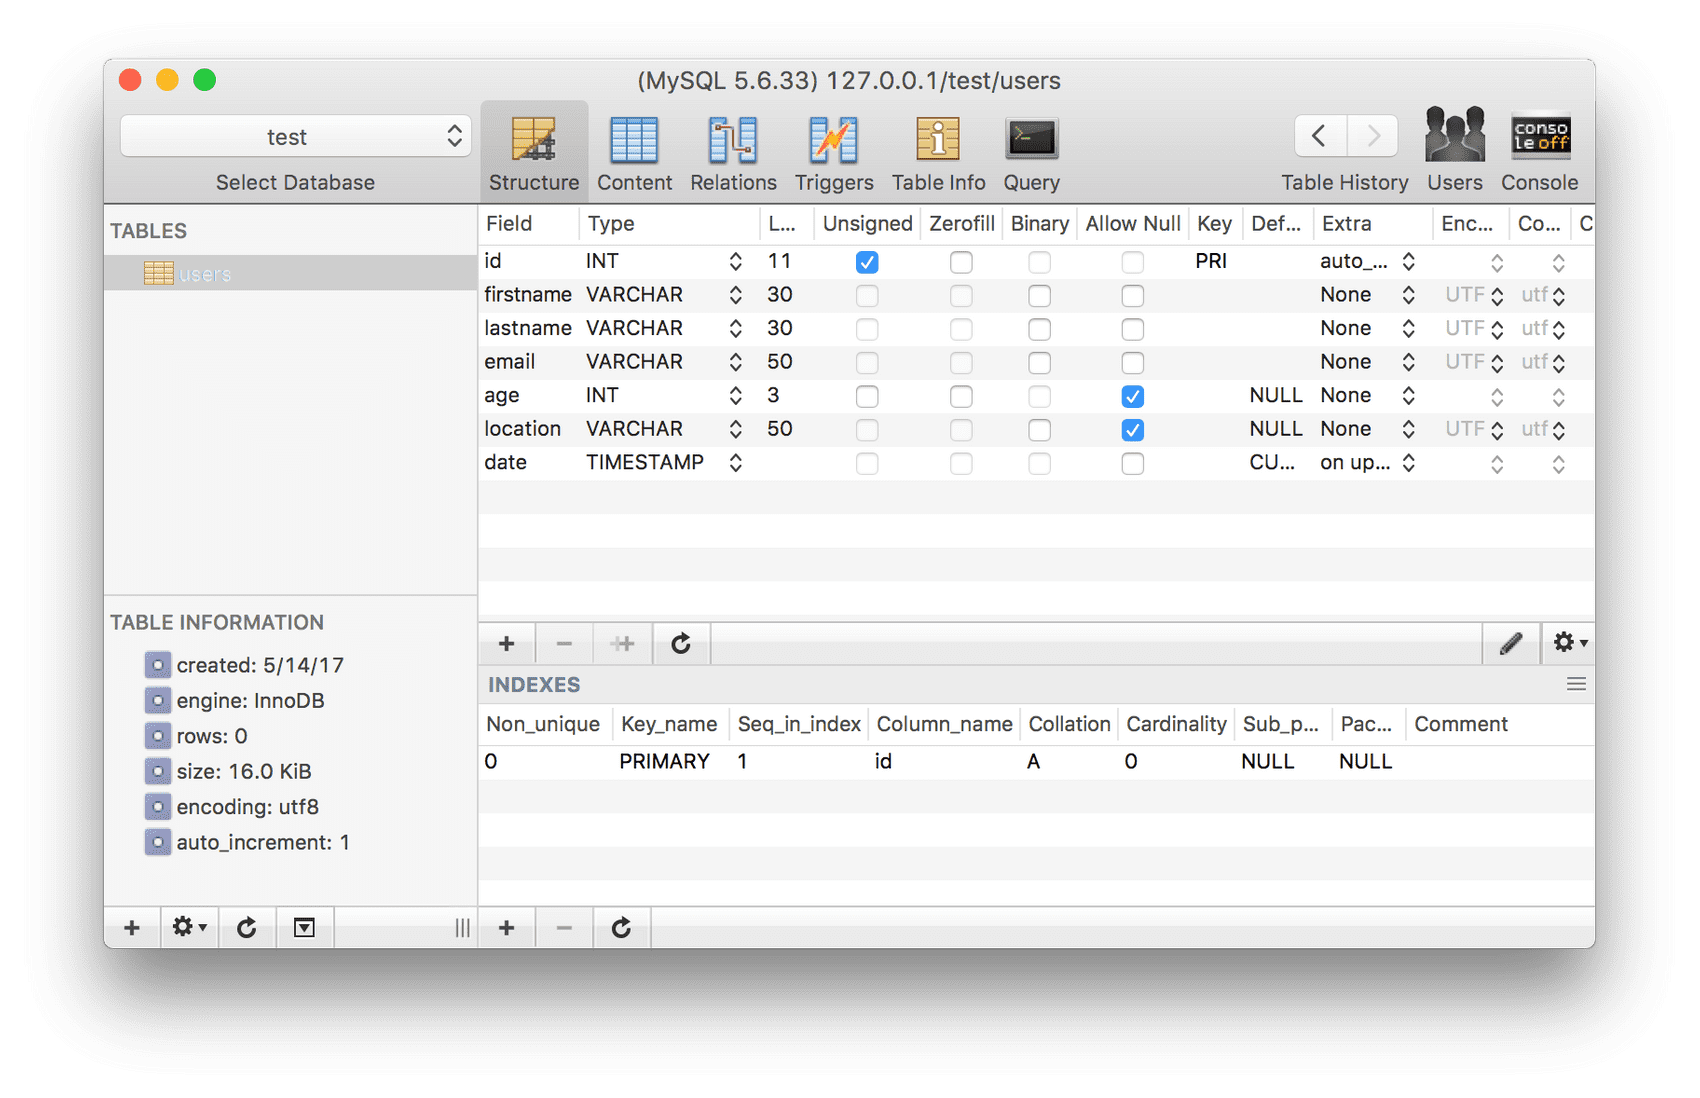 (MySQL 5.6.33) 127.0.0.1/test/users
test
Select Database
Structure Content Relations Triggers Table Info Query
Table History Users Console
conso
leoff
TABLES
users
Field Type L... Unsigned Zerofill Binary Allow Null Key Def... Extra Enc... Co... C
id INT 11 PRI auto_...
firstname VARCHAR 30 None UTF utf
lastname VARCHAR 30 None UTF utf
email VARCHAR 50 None UTF utf
age INT 3 NULL None
location VARCHAR 50 NULL None UTF utf
date TIMESTAMP CU... on up...
TABLE INFORMATION
created: 5/14/17
engine: InnoDB
rows: 0
size: 16.0 KiB
encoding: utf8
auto_increment: 1
INDEXES
Non_unique Key_name Seq_in_index Column_name Collation Cardinality Sub_p... Pac... Comment
0 PRIMARY 1 id A 0 NULL NULL